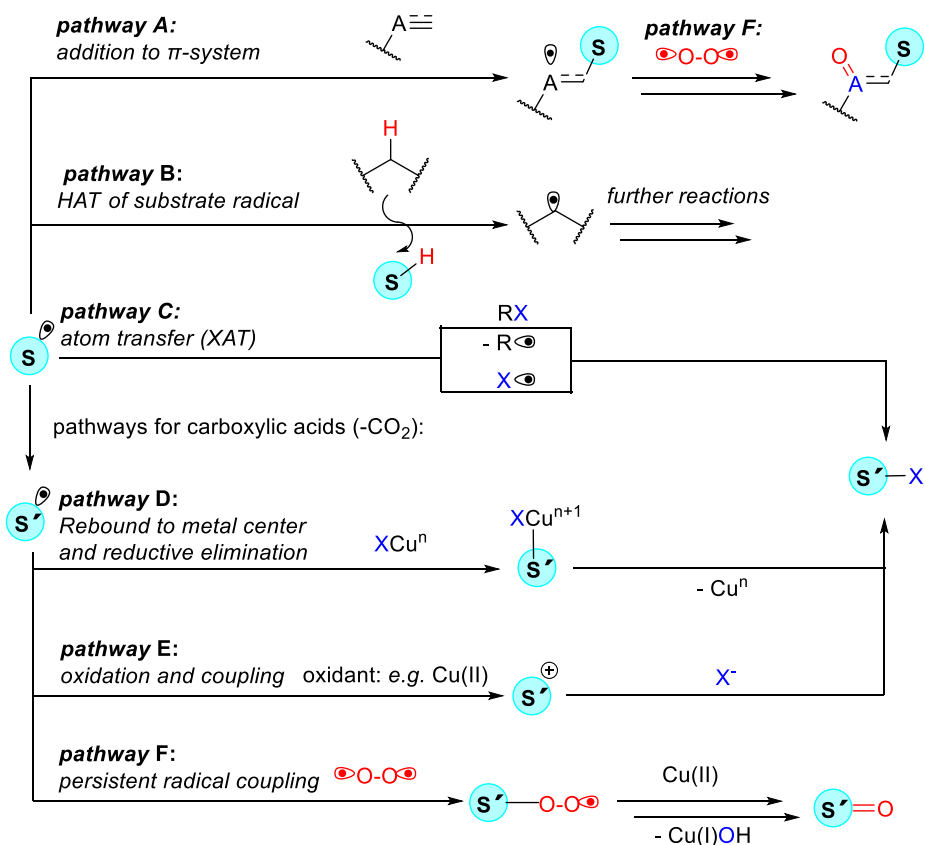 pathway A:
addition to π-system
A
A
S
pathway F:
O-O
O
A
S
pathway B:
HAT of substrate radical
H
S
H
further reactions
pathway C:
atom transfer (XAT)
S
RX
- R
X
pathways for carboxylic acids (-CO₂):
S´
S´-X
pathway D:
Rebound to metal center
and reductive elimination
XCuⁿ
XCuⁿ⁺¹
S´
- Cuⁿ
pathway E:
oxidation and coupling
oxidant: e.g. Cu(II)
S´
+
X⁻
pathway F:
persistent radical coupling
O-O
S´—O-O
Cu(II)
- Cu(I)OH
S´=O